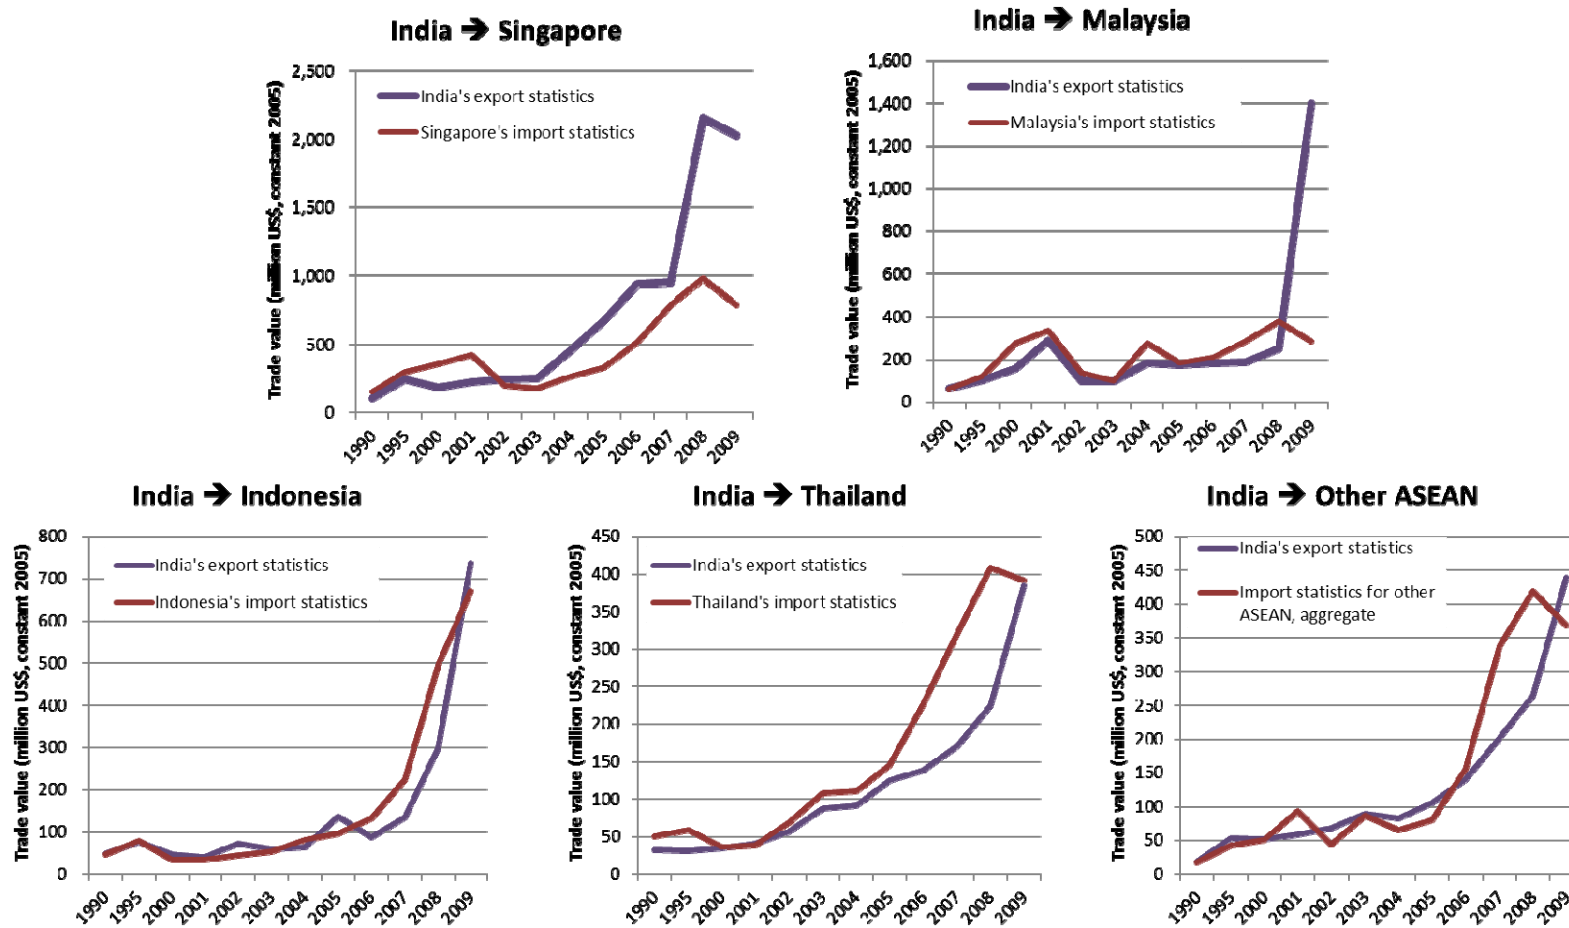 India ➔ Singapore
Trade value (million US$, constant 2005)
2,500
2,000
1,500
1,000
500
0
India's export statistics
Singapore's import statistics
1990 1995 2000 2001 2002 2003 2004 2005 2006 2007 2008 2009
India ➔ Malaysia
Trade value (million US$, constant 2005)
1,600
1,400
1,200
1,000
800
600
400
200
0
India's export statistics
Malaysia's import statistics
1990 1995 2000 2001 2002 2003 2004 2005 2006 2007 2008 2009
India ➔ Indonesia
Trade value (million US$, constant 2005)
800
700
600
500
400
300
200
100
0
India's export statistics
Indonesia's import statistics
1990 1995 2000 2001 2002 2003 2004 2005 2006 2007 2008 2009
India ➔ Thailand
Trade value (million US$, constant 2005)
450
400
350
300
250
200
150
100
50
0
India's export statistics
Thailand's import statistics
1990 1995 2000 2001 2002 2003 2004 2005 2006 2007 2008 2009
India ➔ Other ASEAN
Trade value (million US$, constant 2005)
500
450
400
350
300
250
200
150
100
50
0
India's export statistics
Import statistics for other
ASEAN, aggregate
1990 1995 2000 2001 2002 2003 2004 2005 2006 2007 2008 2009